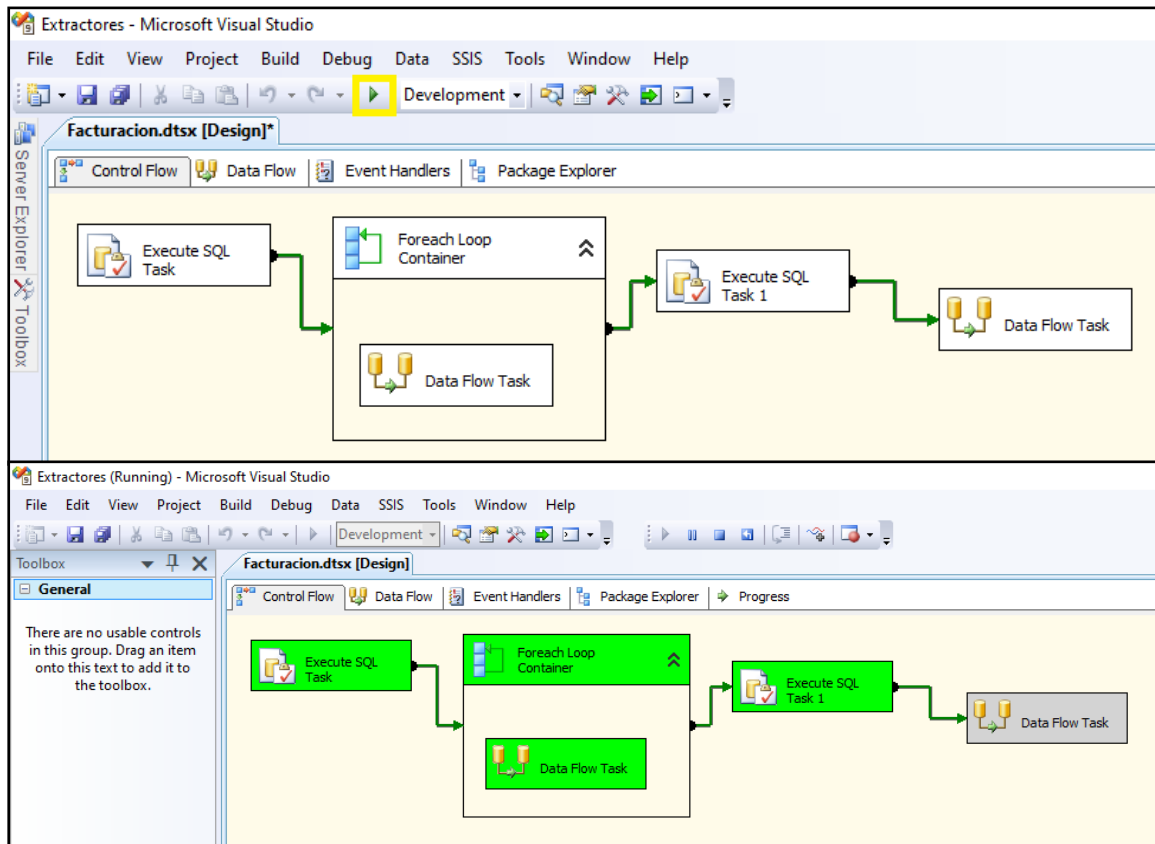 Extractores - Microsoft Visual Studio
File Edit View Project Build Debug Data SSIS Tools Window Help
Development
Facturacion.dtsx [Design]*
Control Flow Data Flow Event Handlers Package Explorer
Server Explorer
Toolbox
Execute SQL
Task
Foreach Loop
Container
Data Flow Task
Execute SQL
Task 1
Data Flow Task
Extractores (Running) - Microsoft Visual Studio
File Edit View Project Build Debug Data SSIS Tools Window Help
Development
Toolbox
General
There are no usable controls
in this group. Drag an item
onto this text to add it to
the toolbox.
Facturacion.dtsx [Design]
Control Flow Data Flow Event Handlers Package Explorer Progress
Execute SQL
Task
Foreach Loop
Container
Data Flow Task
Execute SQL
Task 1
Data Flow Task